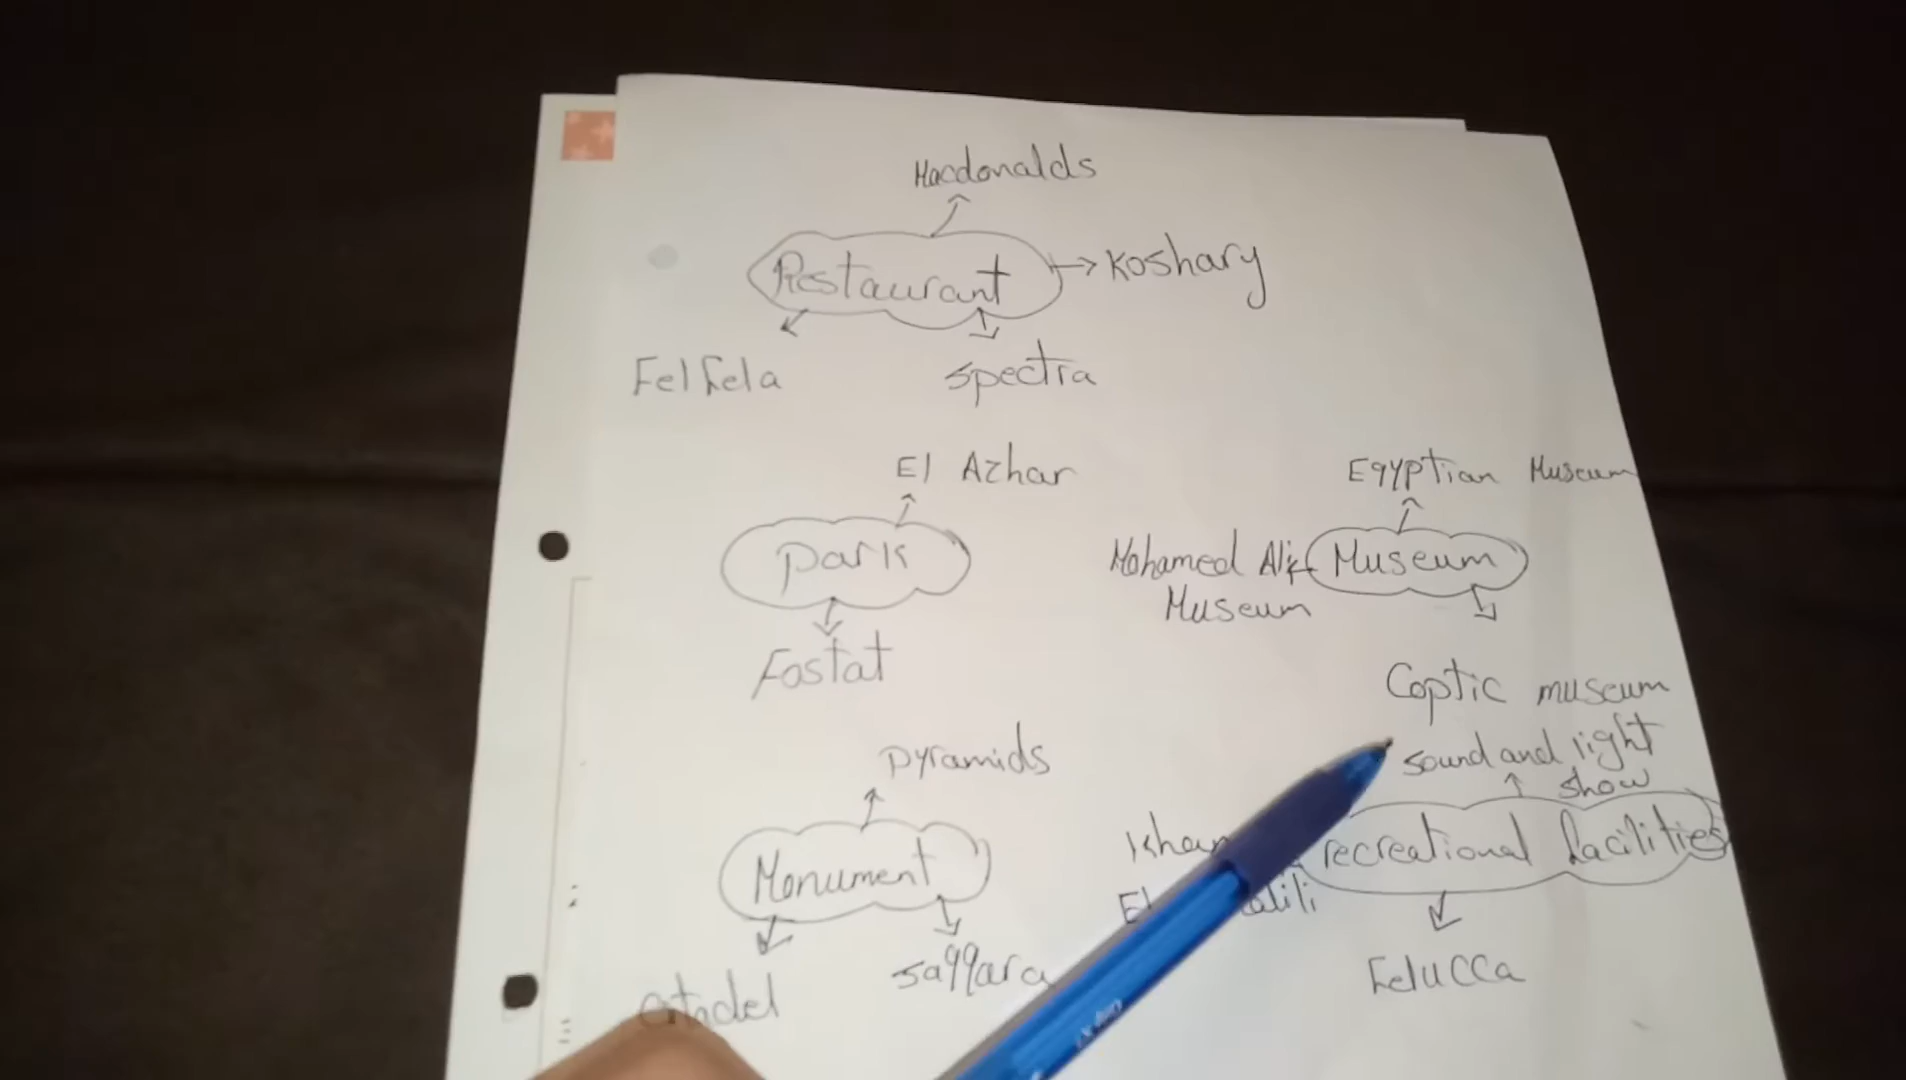 Macdonalds
Restaurant
Koshary
Felfela
Spectra
El Azhar
park
Fostat
Egyptian Museum
Museum
Mohamed Ali
Museum
Coptic museum
pyramids
Monument
citadel
saqqara
sound and light
show
recreational facilities
El
Felucca